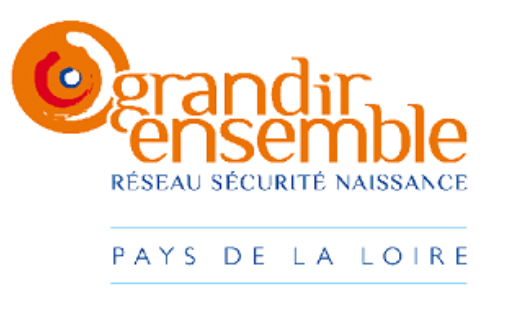 grandir
ensemble
RÉSEAU SÉCURITÉ NAISSANCE
PAYS DE LA LOIRE